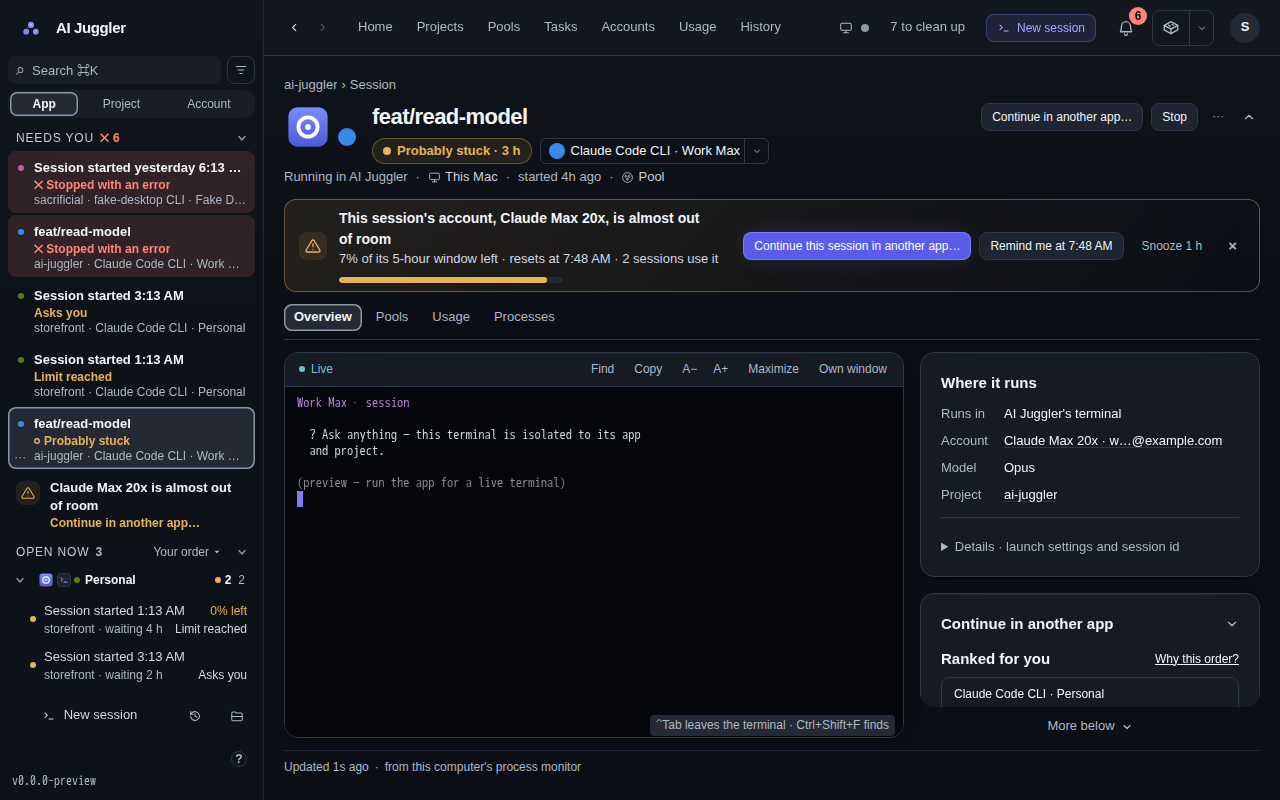 AI Juggler
Search ⌘K
App Project Account
NEEDS YOU 6
Session started yesterday 6:13 …
Stopped with an error
sacrificial · fake-desktop CLI · Fake D…
feat/read-model
Stopped with an error
ai-juggler · Claude Code CLI · Work …
Session started 3:13 AM
Asks you
storefront · Claude Code CLI · Personal
Session started 1:13 AM
Limit reached
storefront · Claude Code CLI · Personal
feat/read-model
Probably stuck
… ai-juggler · Claude Code CLI · Work …
Claude Max 20x is almost out
of room
Continue in another app…
OPEN NOW 3 Your order
Personal 2 2
Session started 1:13 AM 0% left
storefront · waiting 4 h Limit reached
Session started 3:13 AM
storefront · waiting 2 h Asks you
New session
?
v0.0.0-preview
Home Projects Pools Tasks Accounts Usage History
7 to clean up
New session
6
S
ai-juggler › Session
feat/read-model
Continue in another app… Stop …
Probably stuck · 3 h
Claude Code CLI · Work Max
Running in AI Juggler · This Mac · started 4h ago · Pool
This session's account, Claude Max 20x, is almost out
of room
7% of its 5-hour window left · resets at 7:48 AM · 2 sessions use it
Continue this session in another app… Remind me at 7:48 AM Snooze 1 h ×
Overview Pools Usage Processes
Live Find Copy A− A+ Maximize Own window
Work Max · session
? Ask anything — this terminal is isolated to its app
and project.
(preview — run the app for a live terminal)
^Tab leaves the terminal · Ctrl+Shift+F finds
Where it runs
Runs in AI Juggler's terminal
Account Claude Max 20x · w…@example.com
Model Opus
Project ai-juggler
Details · launch settings and session id
Continue in another app
Ranked for you Why this order?
Claude Code CLI · Personal
More below
Updated 1s ago · from this computer's process monitor